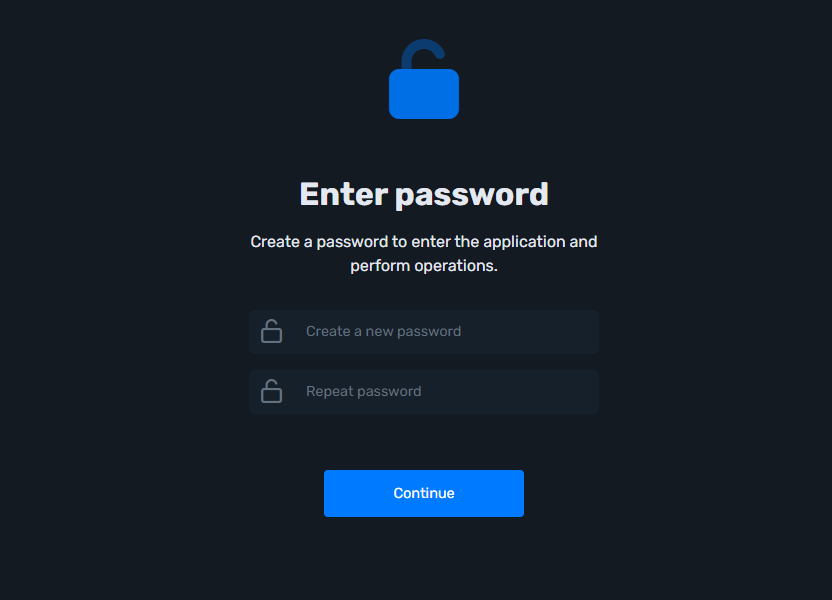 Enter password
Create a password to enter the application and
perform operations.
Create a new password
Repeat password
Continue